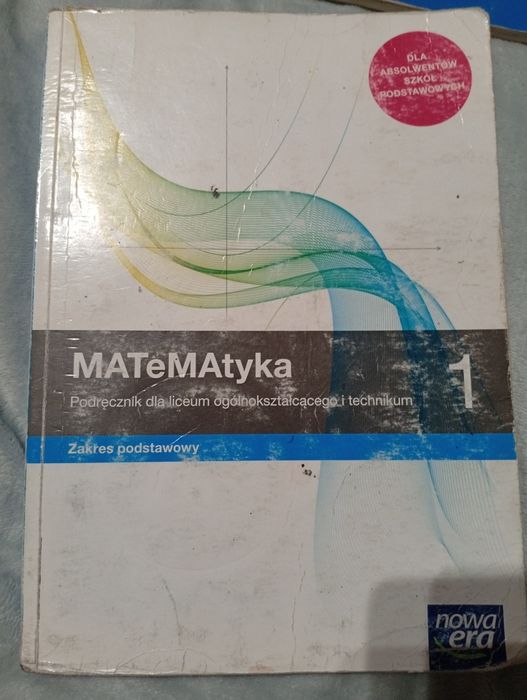 DLA
ABSOLWENTÓW
SZKÓŁ
PODSTAWOWYCH
MATeMAtyka
1
Podręcznik dla liceum ogólnokształcącego i technikum
Zakres podstawowy
nowa
era